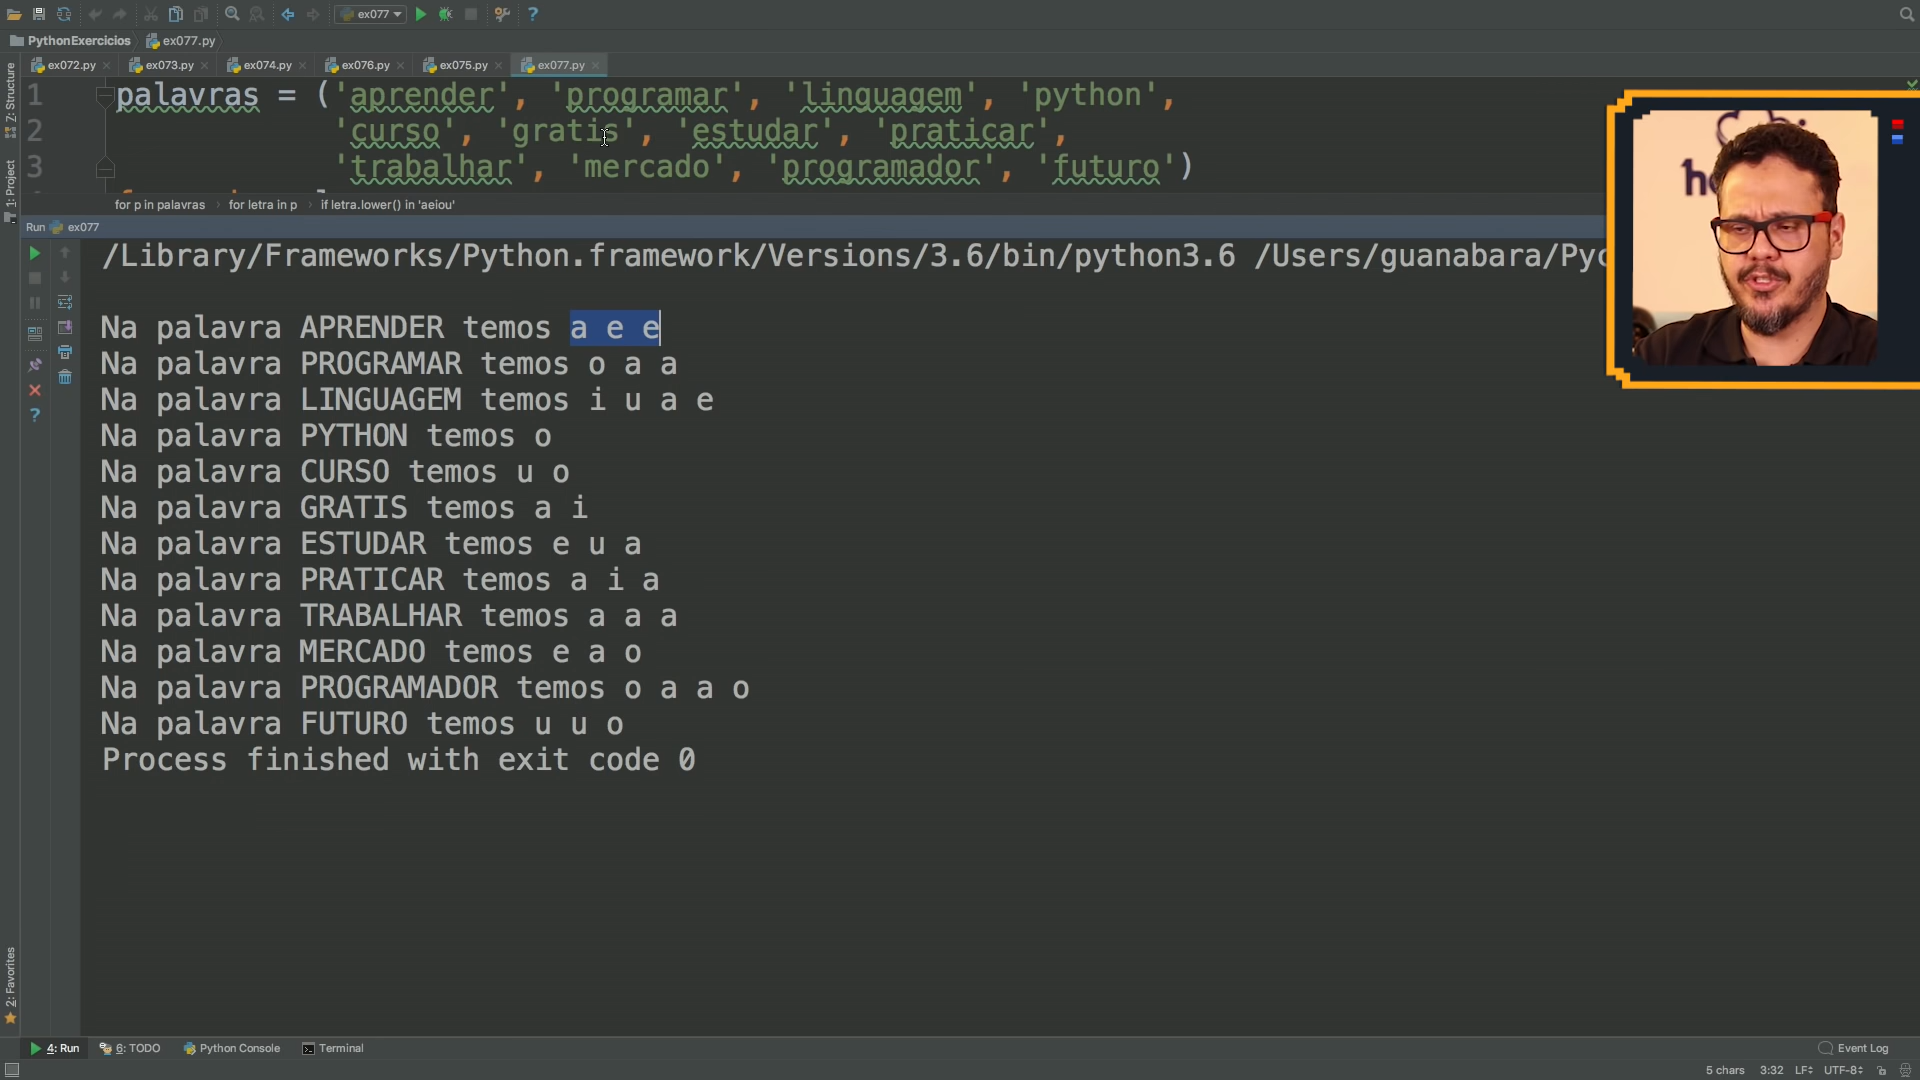 ex077
PythonExercicios ex077.py
ex072.py ex073.py ex074.py ex076.py ex075.py ex077.py
1 palavras = ('aprender', 'programar', 'linguagem', 'python',
2 'curso', 'gratis', 'estudar', 'praticar',
3 'trabalhar', 'mercado', 'programador', 'futuro')
for p in palavras for letra in p if letra.lower() in 'aeiou'
Run ex077
/Library/Frameworks/Python.framework/Versions/3.6/bin/python3.6 /Users/guanabara/Pyc
Na palavra APRENDER temos a e e
Na palavra PROGRAMAR temos o a a
Na palavra LINGUAGEM temos i u a e
Na palavra PYTHON temos o
Na palavra CURSO temos u o
Na palavra GRATIS temos a i
Na palavra ESTUDAR temos e u a
Na palavra PRATICAR temos a i a
Na palavra TRABALHAR temos a a a
Na palavra MERCADO temos e a o
Na palavra PROGRAMADOR temos o a a o
Na palavra FUTURO temos u u o
Process finished with exit code 0
Z: Structure
1: Project
2: Favorites
4: Run 6: TODO Python Console Terminal Event Log
5 chars 3:32 LF UTF-8